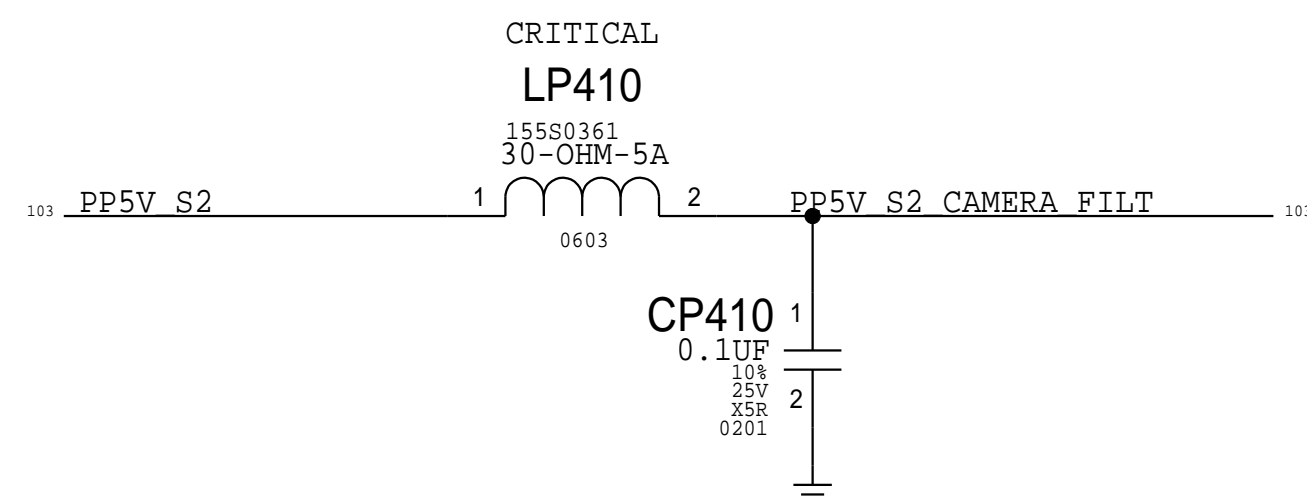 CRITICAL
LP410
155S0361
30-OHM-5A
103 PP5V_S2 1 2 PP5V_S2_CAMERA_FILT 103
0603
CP410 1
0.1UF
10%
25V
X5R
2
0201